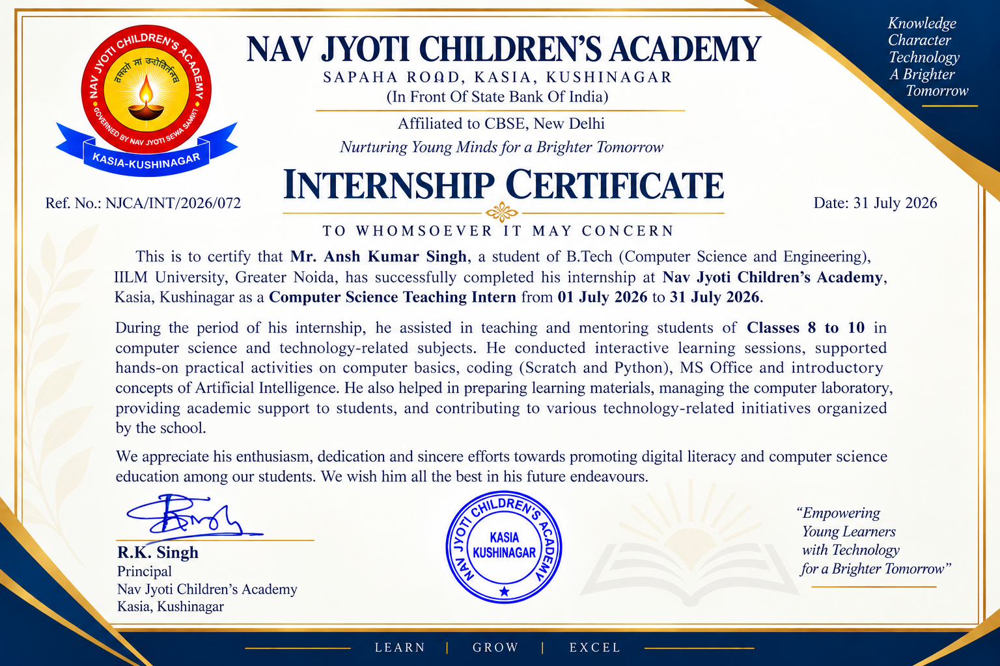 NAV JYOTI CHILDREN'S ACADEMY
GOVERNED BY NAV JYOTI SEWA SAMITI
KASIA-KUSHINAGAR
NAV JYOTI CHILDREN'S ACADEMY
SAPAHA ROAD, KASIA, KUSHINAGAR
(In Front Of State Bank Of India)
Affiliated to CBSE, New Delhi
Nurturing Young Minds for a Brighter Tomorrow
Knowledge
Character
Technology
A Brighter
Tomorrow
INTERNSHIP CERTIFICATE
Ref. No.: NJCA/INT/2026/072
Date: 31 July 2026
TO WHOMSOEVER IT MAY CONCERN
This is to certify that Mr. Ansh Kumar Singh, a student of B.Tech (Computer Science and Engineering),
IILM University, Greater Noida, has successfully completed his internship at Nav Jyoti Children's Academy,
Kasia, Kushinagar as a Computer Science Teaching Intern from 01 July 2026 to 31 July 2026.
During the period of his internship, he assisted in teaching and mentoring students of Classes 8 to 10 in
computer science and technology-related subjects. He conducted interactive learning sessions, supported
hands-on practical activities on computer basics, coding (Scratch and Python), MS Office and introductory
concepts of Artificial Intelligence. He also helped in preparing learning materials, managing the computer laboratory,
providing academic support to students, and contributing to various technology-related initiatives organized
by the school.
We appreciate his enthusiasm, dedication and sincere efforts towards promoting digital literacy and computer science
education among our students. We wish him all the best in his future endeavours.
R.K. Singh
Principal
Nav Jyoti Children's Academy
Kasia, Kushinagar
NAV JYOTI CHILDREN'S ACADEMY
KASIA
KUSHINAGAR
"Empowering
Young Learners
with Technology
for a Brighter Tomorrow"
LEARN | GROW | EXCEL